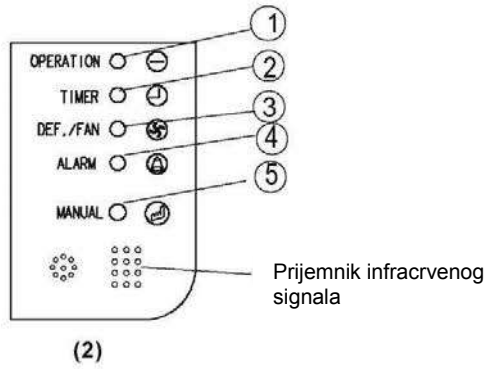 1
OPERATION
2
TIMER
3
DEF./FAN
4
ALARM
5
MANUAL
Prijemnik infracrvenog
signala
(2)